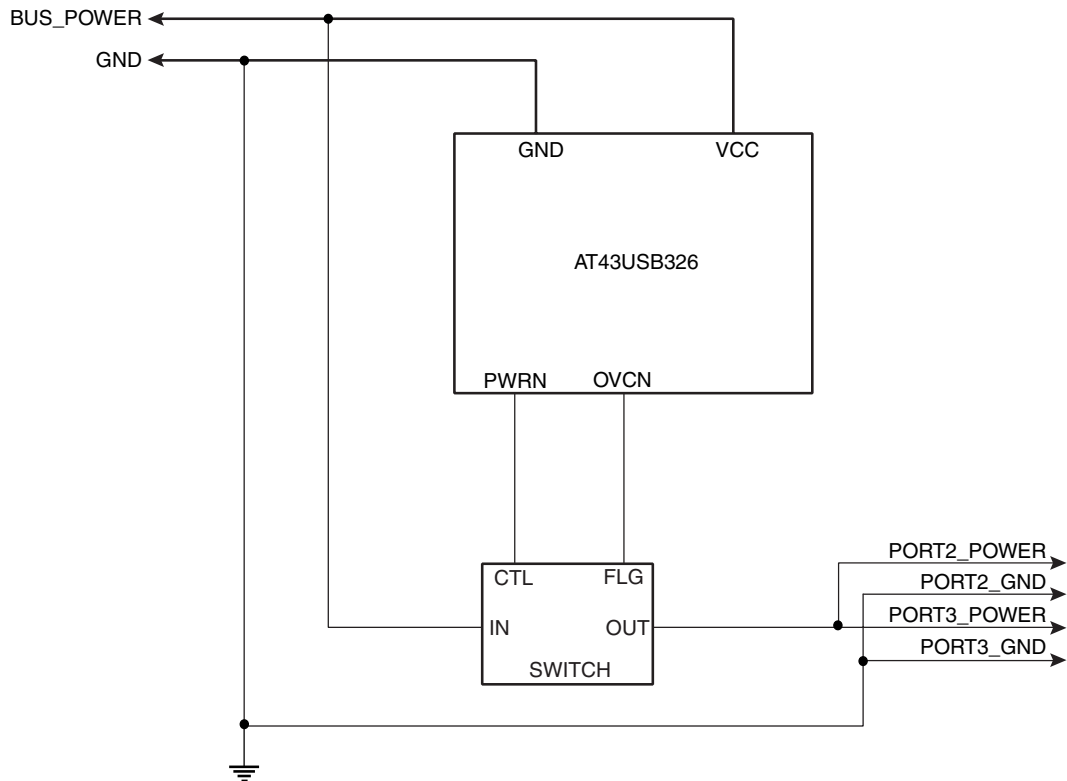 BUS_POWER
GND
GND
VCC
AT43USB326
PWRN
OVCN
CTL
FLG
IN
OUT
SWITCH
PORT2_POWER
PORT2_GND
PORT3_POWER
PORT3_GND